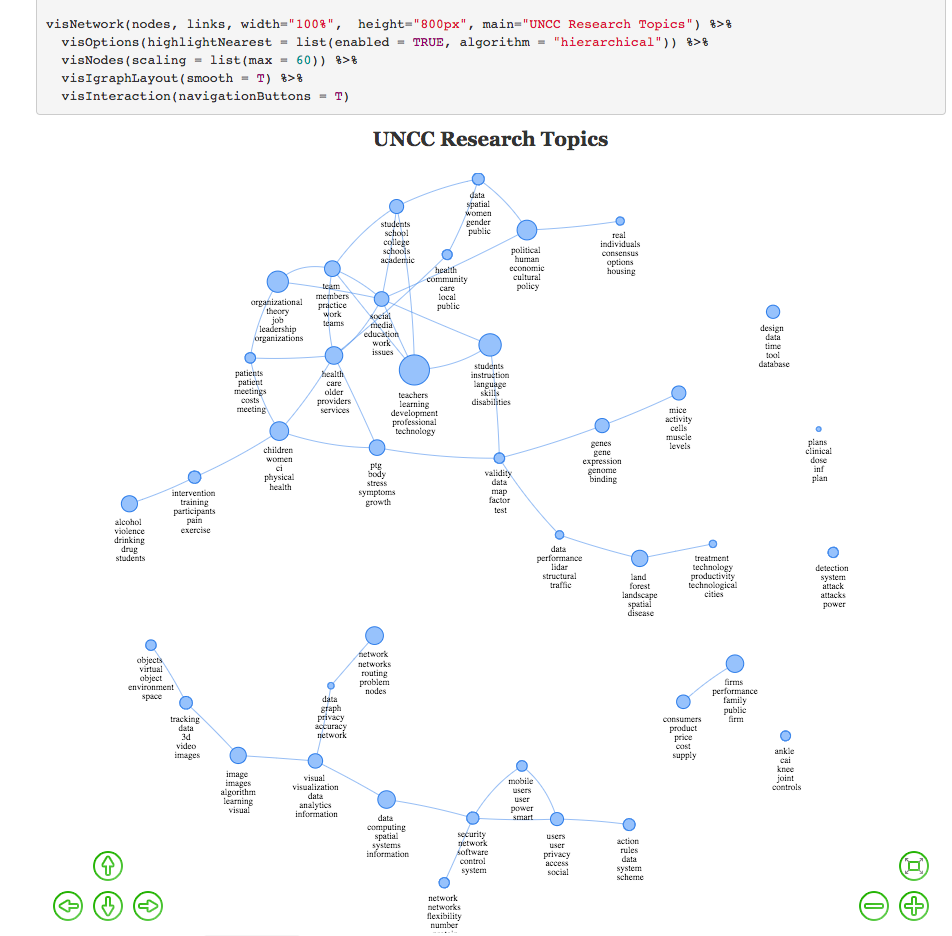 visNetwork(nodes, links, width="100%",  height="800px", main="UNCC Research Topics") %>%
  visOptions(highlightNearest = list(enabled = TRUE, algorithm = "hierarchical")) %>%
  visNodes(scaling = list(max = 60)) %>%
  visIgraphLayout(smooth = T) %>%
  visInteraction(navigationButtons = T)
UNCC Research Topics
data
spatial
women
gender
public
students
school
college
schools
academic
political
human
economic
cultural
policy
real
individuals
consensus
options
housing
health
community
care
local
public
team
members
practice
work
teams
organizational
theory
job
leadership
organizations
social
media
education
work
issues
design
data
time
tool
database
students
instruction
language
skills
disabilities
patients
patient
meetings
costs
meeting
health
care
older
providers
services
teachers
learning
development
professional
technology
mice
activity
cells
muscle
levels
genes
gene
expression
genome
binding
plans
clinical
dose
inf
plan
children
women
ci
physical
health
ptg
body
stress
symptoms
growth
validity
data
map
factor
test
intervention
training
participants
pain
exercise
alcohol
violence
drinking
drug
students
data
performance
lidar
structural
traffic
land
forest
landscape
spatial
disease
treatment
technology
productivity
technological
cities
detection
system
attack
attacks
power
objects
virtual
object
environment
space
network
networks
routing
problem
nodes
data
graph
privacy
accuracy
network
tracking
data
3d
video
images
firms
performance
family
public
firm
consumers
product
price
cost
supply
ankle
cai
knee
joint
controls
image
images
algorithm
learning
visual
visual
visualization
data
analytics
information
mobile
users
user
power
smart
data
computing
spatial
systems
information
security
network
software
control
system
users
user
privacy
access
social
action
rules
data
system
scheme
network
networks
flexibility
number